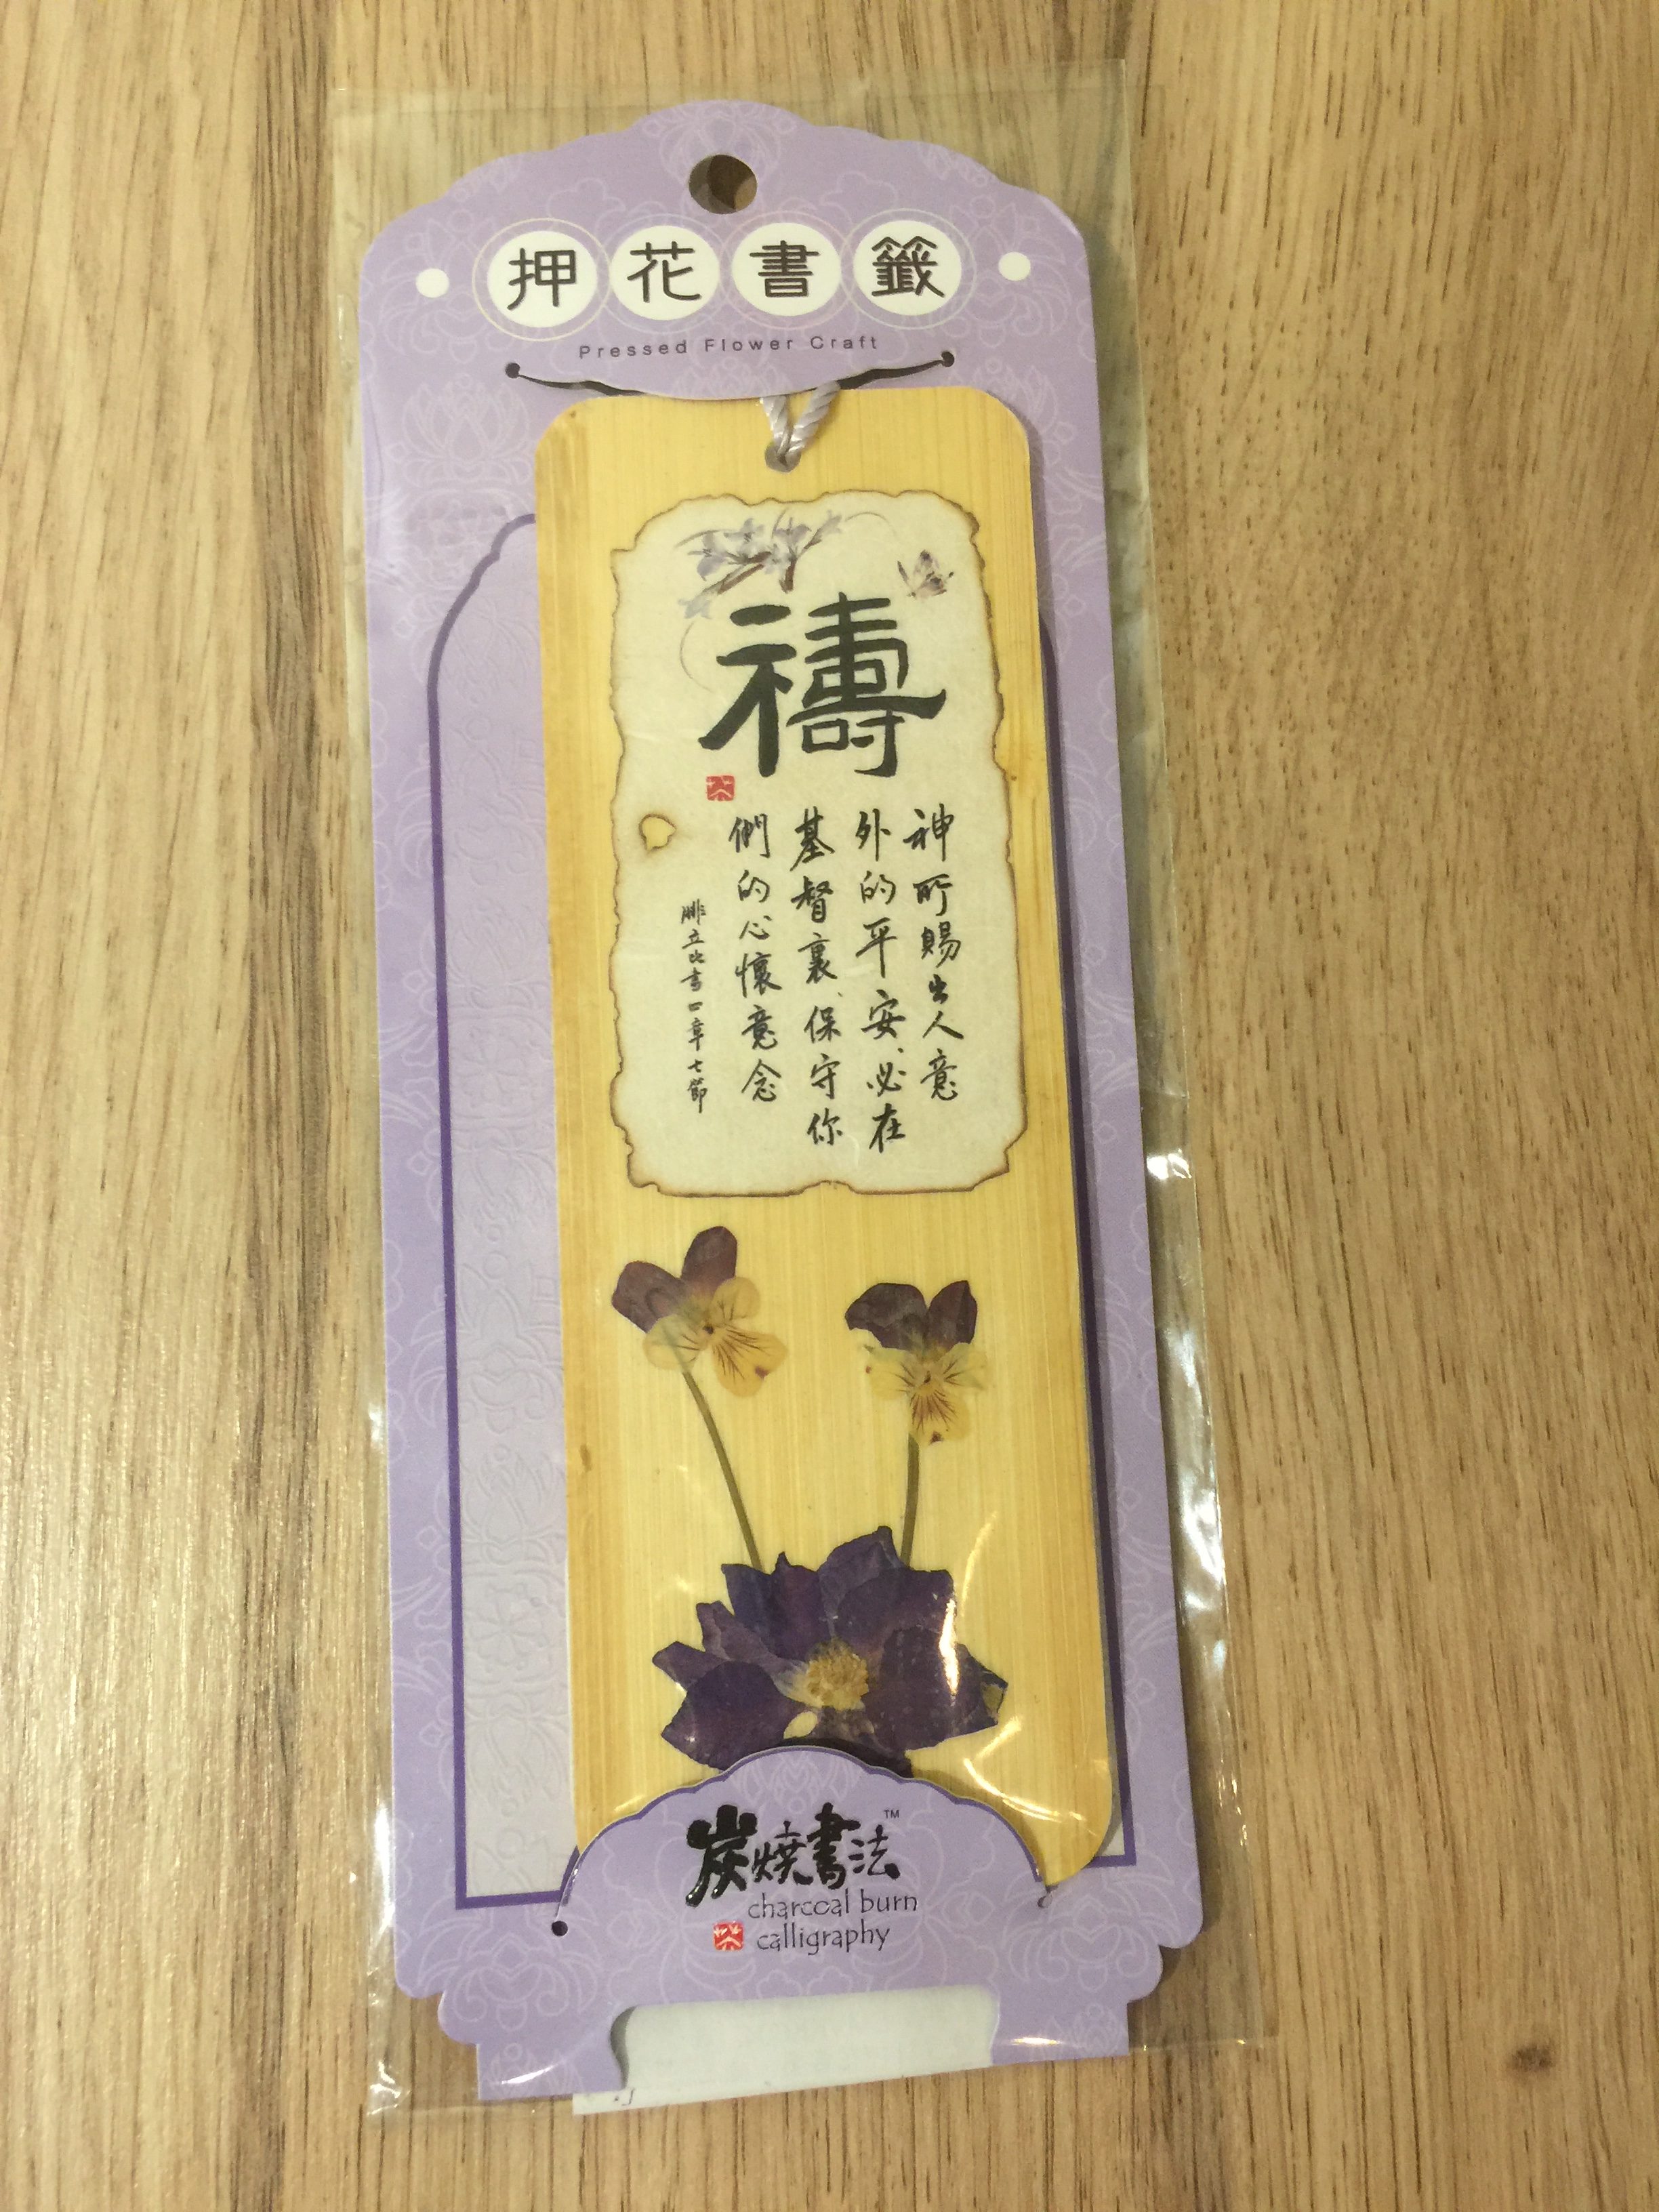 押花書籤
Pressed Flower Craft
禱
神所賜出人意
外的平安、必在
基督裏、保守你
們的心懷意念
腓立比書四章七節
炭燒書法™
charcoal burn
calligraphy